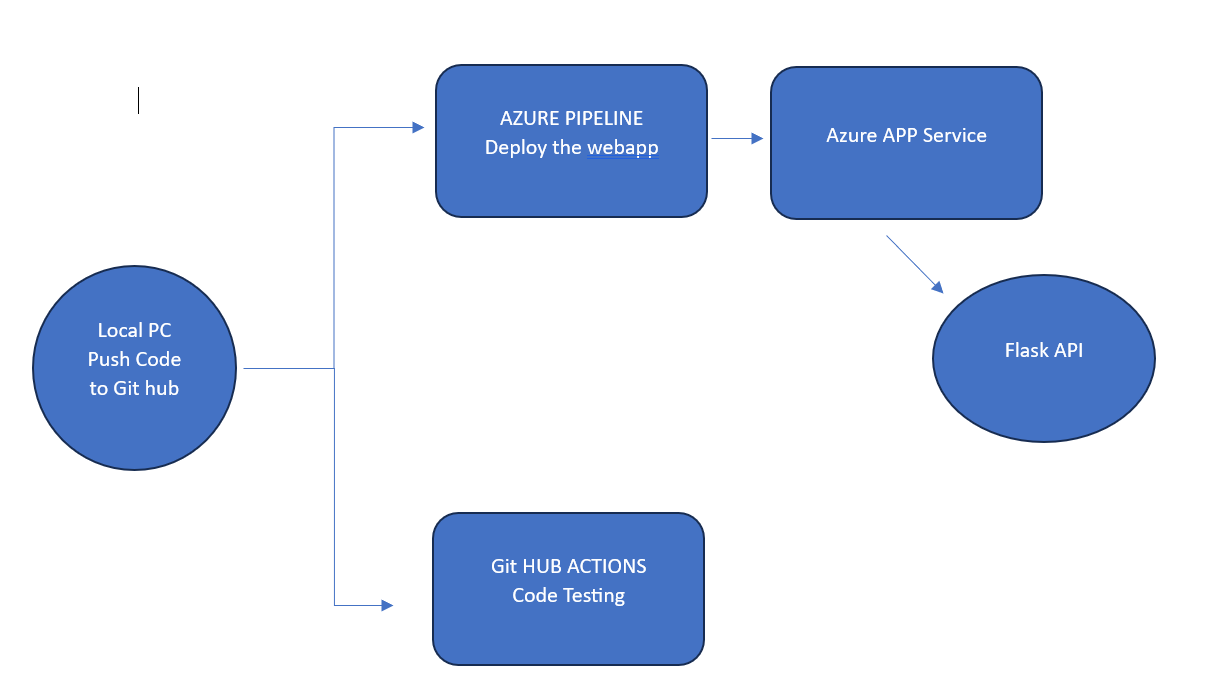 AZURE PIPELINE
Deploy the webapp
Azure APP Service
Local PC
Push Code
to Git hub
Flask API
Git HUB ACTIONS
Code Testing